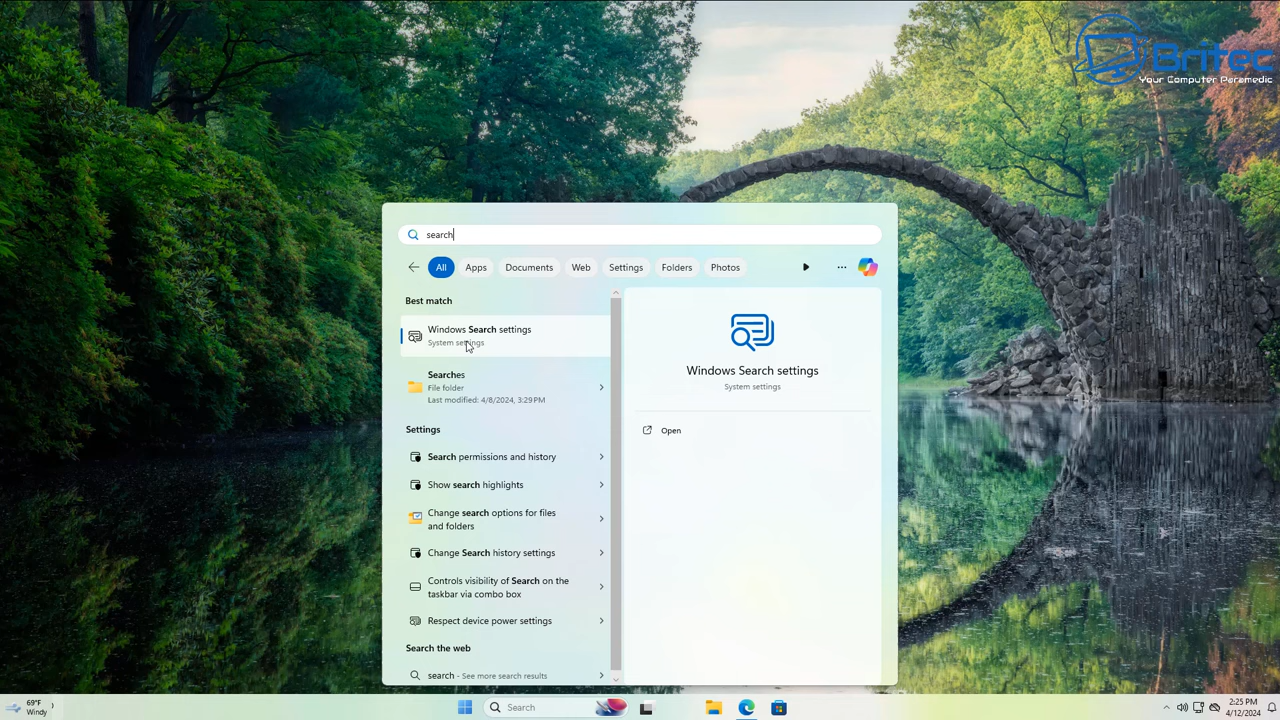 Britec
Your Computer Paramedic
search
All
Apps
Documents
Web
Settings
Folders
Photos
Best match
Windows Search settings
System settings
Searches
File folder
Last modified: 4/8/2024, 3:29 PM
Settings
Search permissions and history
Show search highlights
Change search options for files
and folders
Change Search history settings
Controls visibility of Search on the
taskbar via combo box
Respect device power settings
Search the web
search - See more search results
Windows Search settings
System settings
Open
69°F
Windy
Search
2:25 PM
4/12/2024